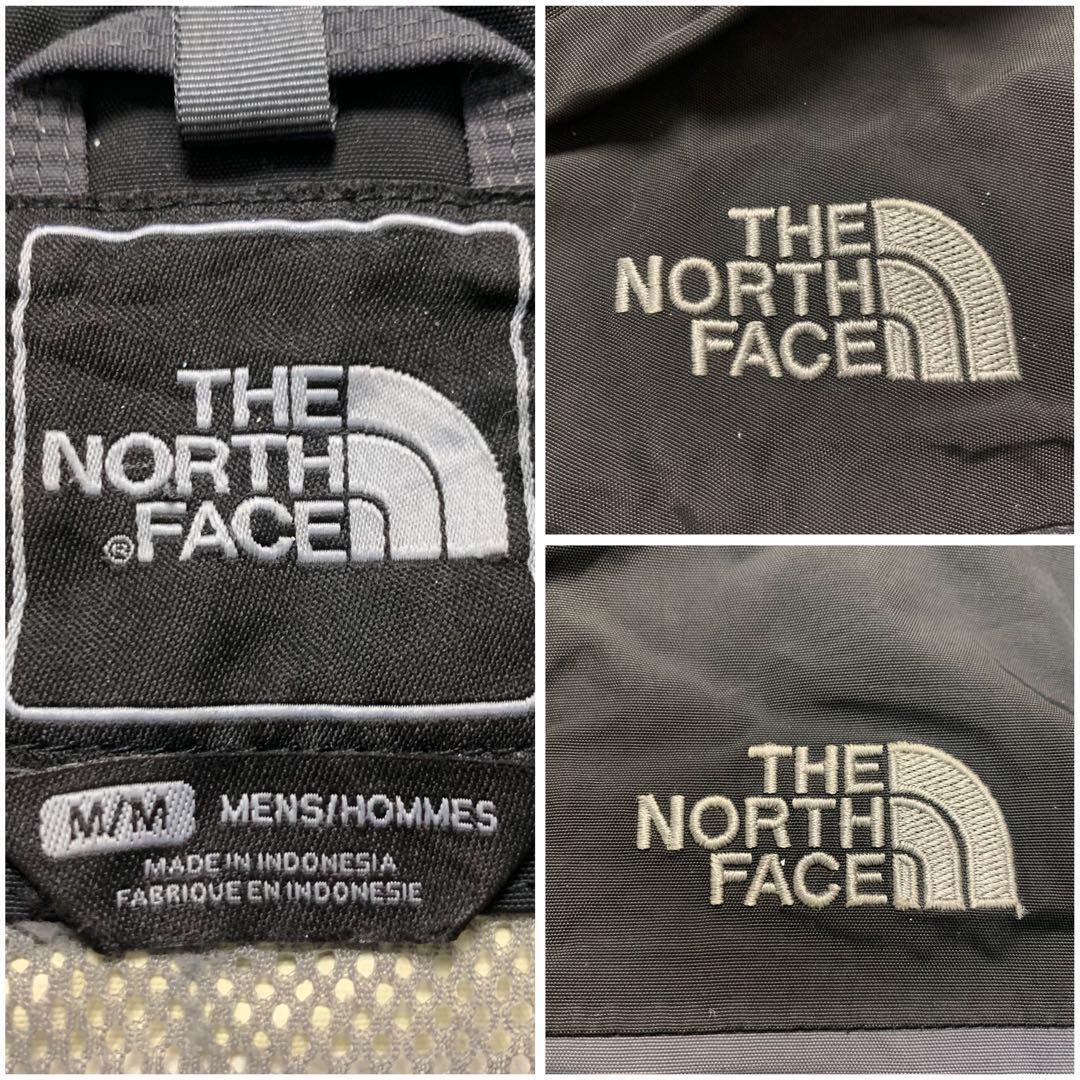 THE
NORTH
®FACE
M/M MENS/HOMMES
MADE IN INDONESIA
FABRIQUE EN INDONESIE
THE
NORTH
FACE
THE
NORTH
FACE